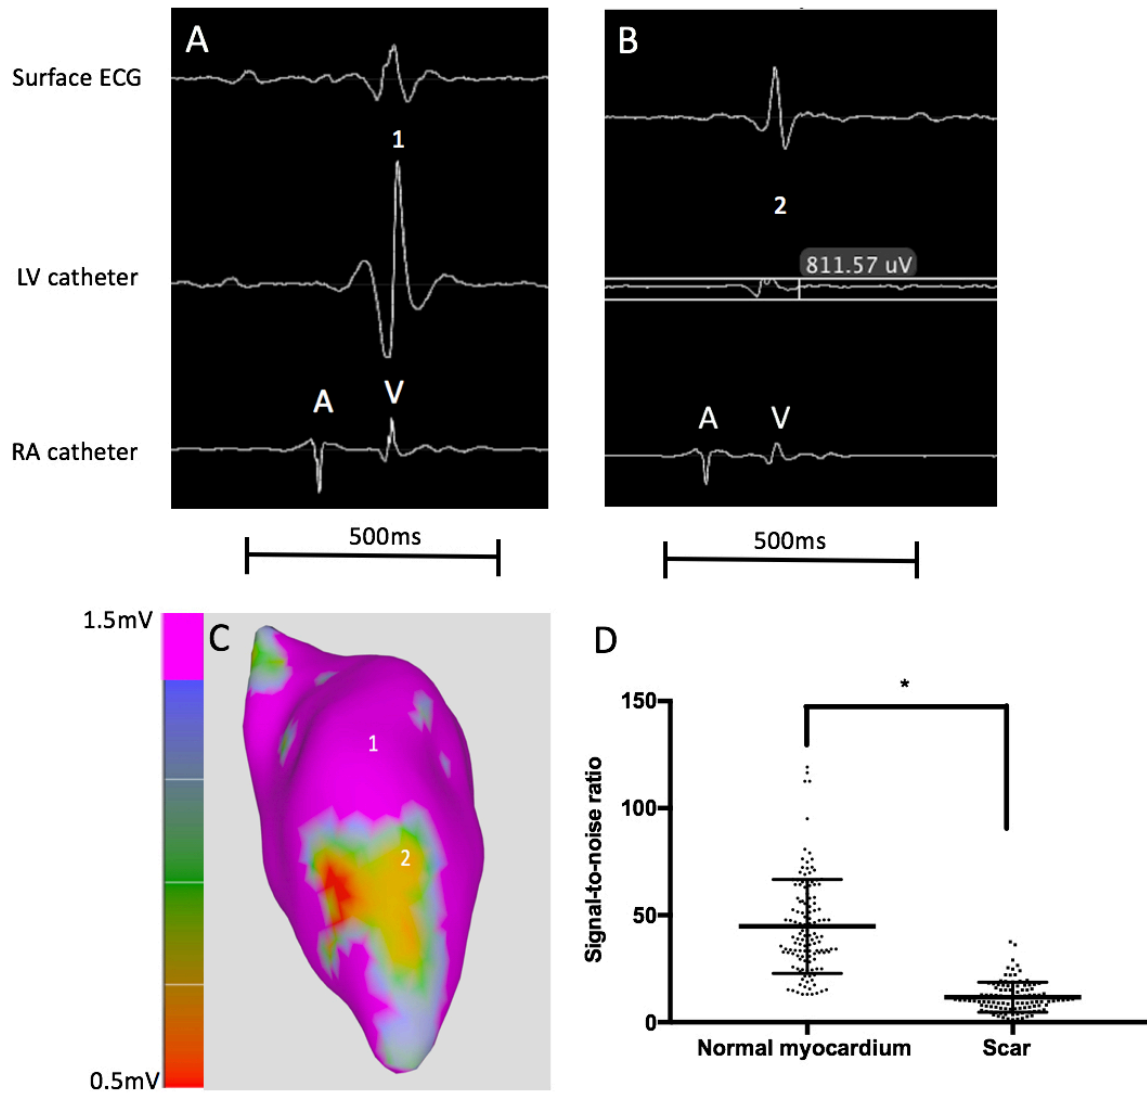 A
B
Surface ECG
1
2
LV catheter
811.57 uV
A
V
A
V
RA catheter
500ms
500ms
1.5mV
C
D
1
2
0.5mV
150
100
50
0
*
Signal-to-noise ratio
Normal myocardium
Scar